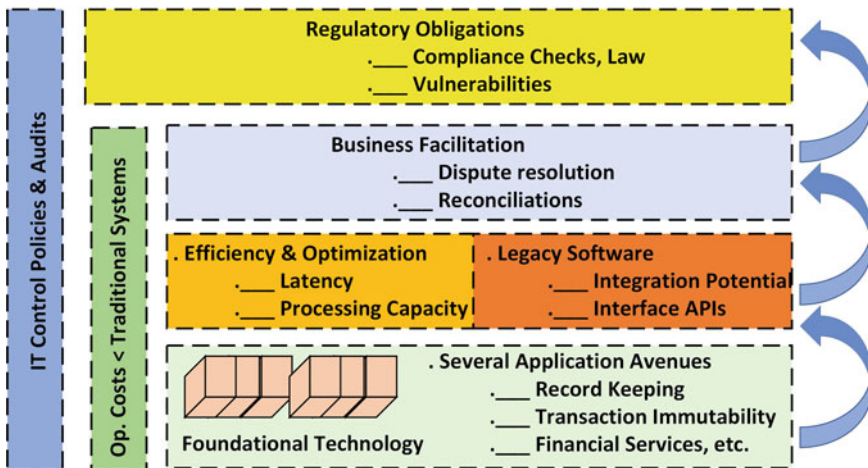 IT Control Policies & Audits
Op. Costs < Traditional Systems
Regulatory Obligations
.___ Compliance Checks, Law
.___ Vulnerabilities
Business Facilitation
.___ Dispute resolution
.___ Reconciliations
. Efficiency & Optimization
.___ Latency
.___ Processing Capacity
. Legacy Software
.___ Integration Potential
.___ Interface APIs
. Several Application Avenues
.___ Record Keeping
.___ Transaction Immutability
.___ Financial Services, etc.
Foundational Technology